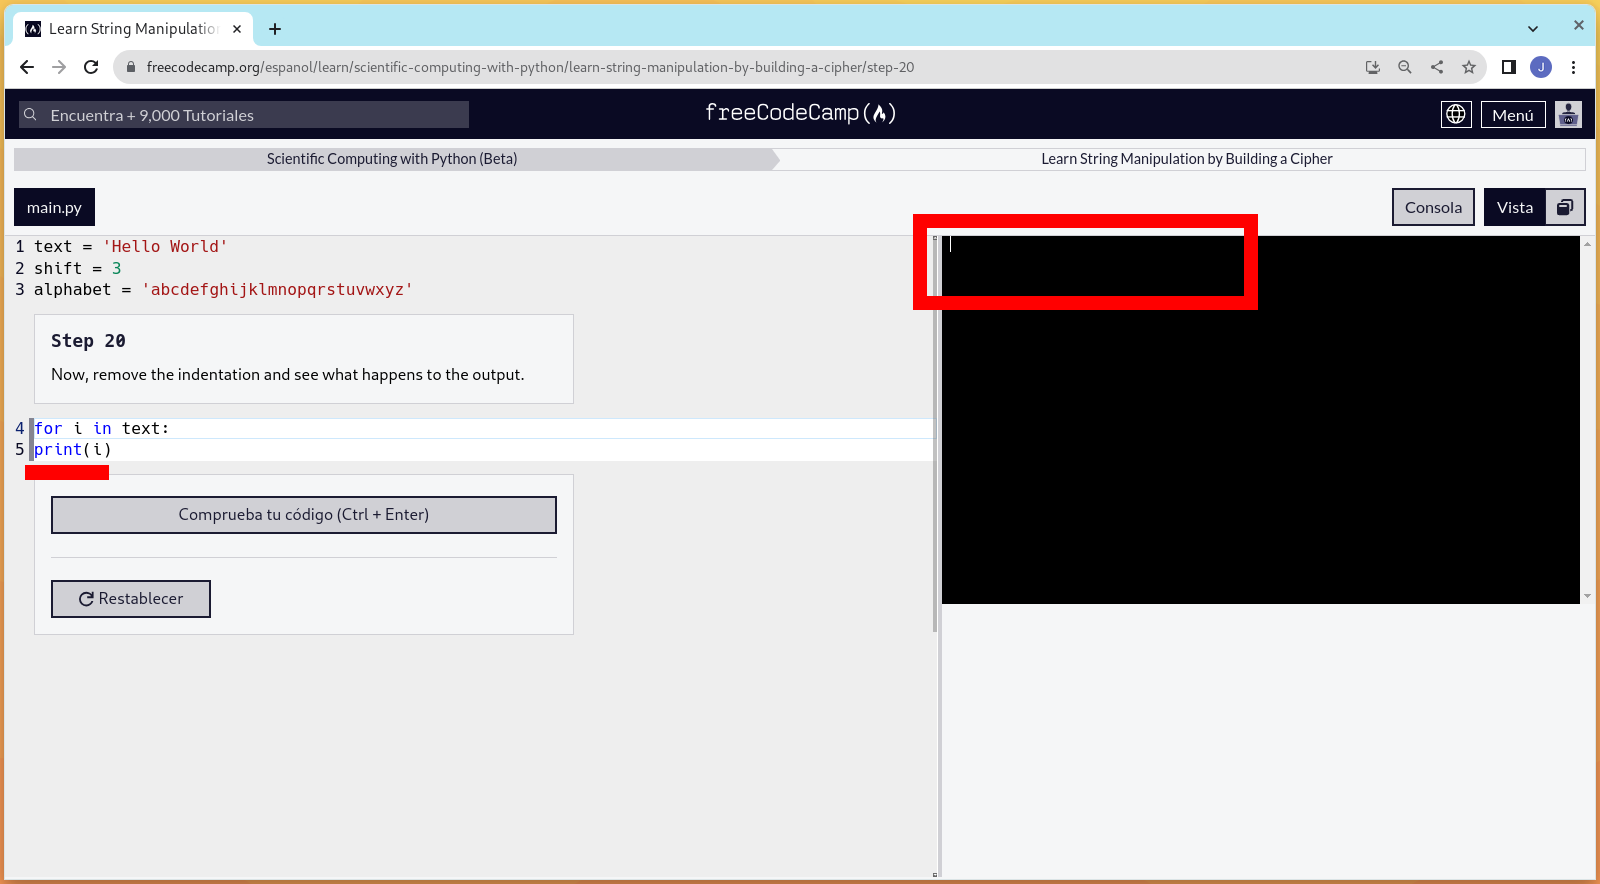 Learn String Manipulatio
freecodecamp.org/espanol/learn/scientific-computing-with-python/learn-string-manipulation-by-building-a-cipher/step-20
J
Encuentra + 9,000 Tutoriales
freeCodeCamp
Menú
Scientific Computing with Python (Beta)
Learn String Manipulation by Building a Cipher
main.py
Consola
Vista
1 text = 'Hello World'
2 shift = 3
3 alphabet = 'abcdefghijklmnopqrstuvwxyz'
Step 20
Now, remove the indentation and see what happens to the output.
4 for i in text:
5 print(i)
Comprueba tu código (Ctrl + Enter)
Restablecer